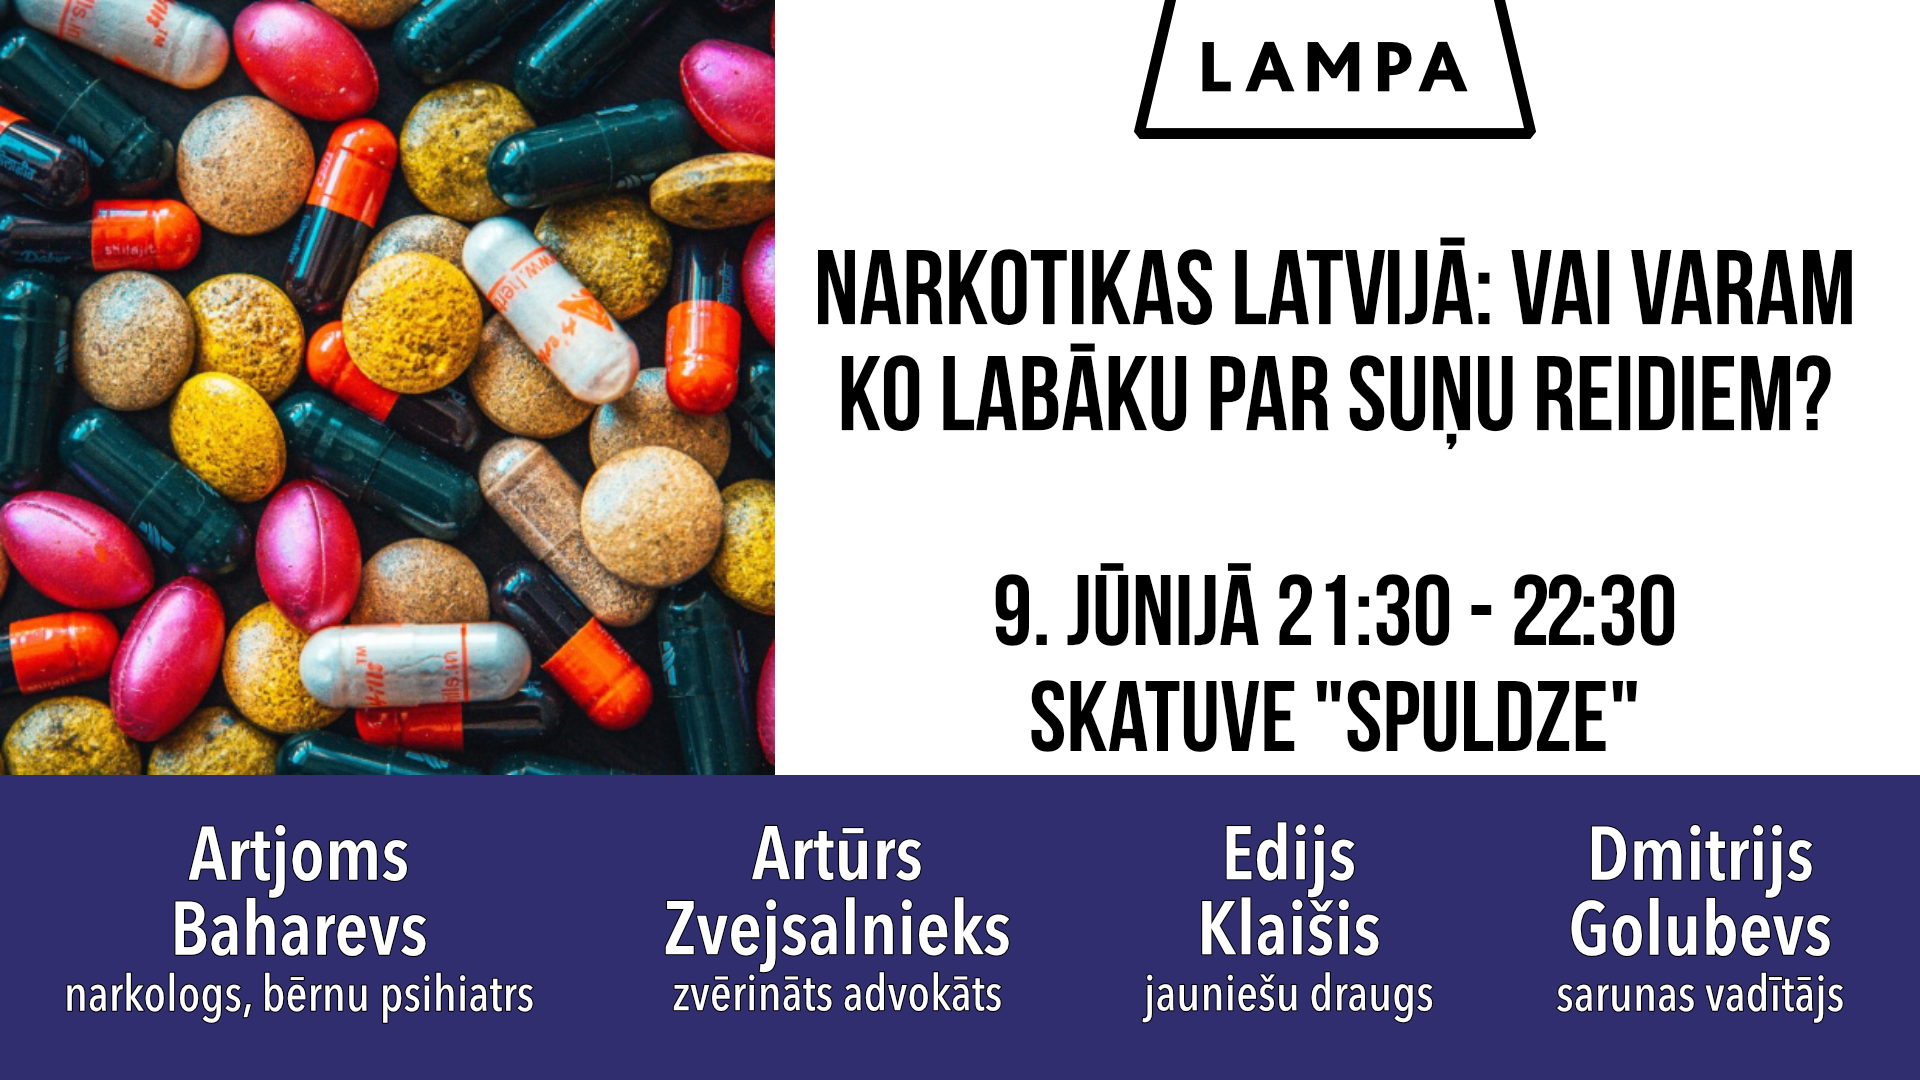 LAMPA
NARKOTIKAS LATVIJĀ: VAI VARAM
KO LABĀKU PAR SUŅU REIDIEM?
9. JŪNIJĀ 21:30 - 22:30
SKATUVE "SPULDZE"
Artjoms
Baharevs
narkologs, bērnu psihiatrs
Artūrs
Zvejsalnieks
zvērināts advokāts
Edijs
Klaišis
jauniešu draugs
Dmitrijs
Golubevs
sarunas vadītājs
shilajit